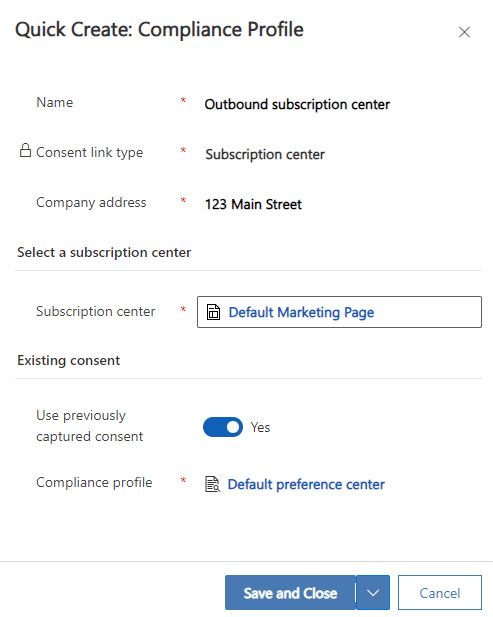 Quick Create: Compliance Profile
Name * Outbound subscription center
Consent link type * Subscription center
Company address * 123 Main Street
Select a subscription center
Subscription center * Default Marketing Page
Existing consent
Use previously
captured consent Yes
Compliance profile * Default preference center
Save and Close Cancel